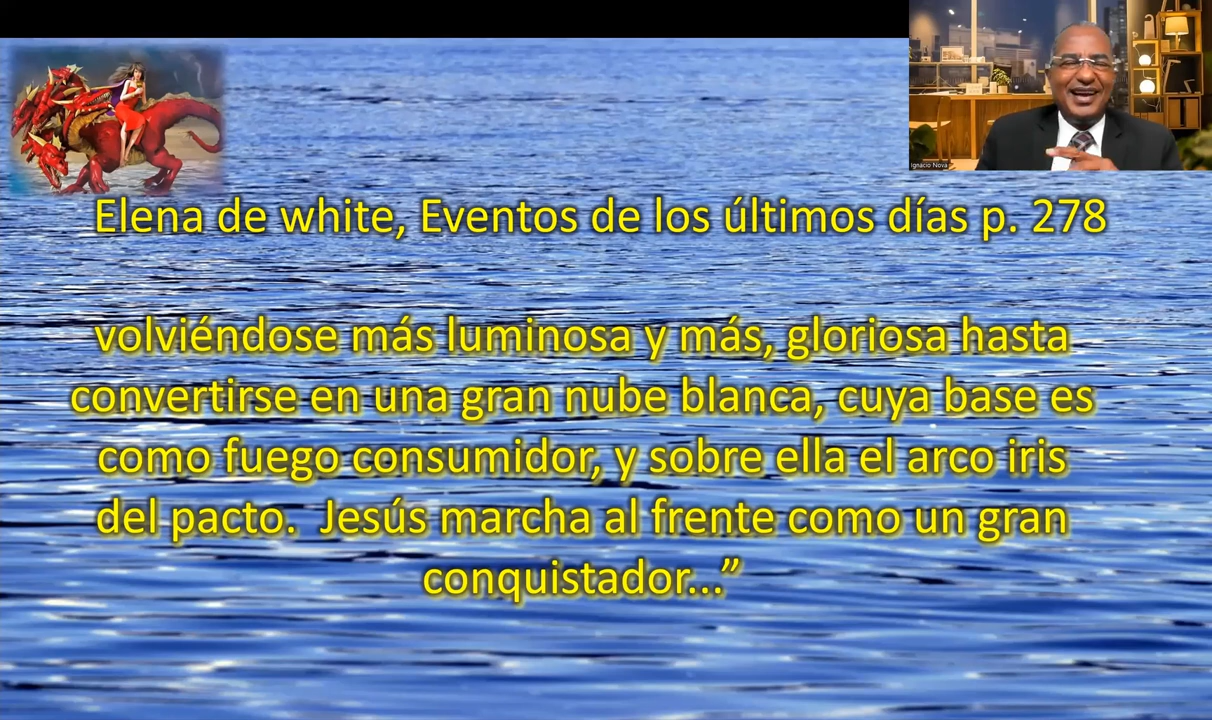 Ignacio Nova
Elena de white, Eventos de los últimos días p. 278
volviéndose más luminosa y más, gloriosa hasta
convertirse en una gran nube blanca, cuya base es
como fuego consumidor, y sobre ella el arco iris
del pacto.  Jesús marcha al frente como un gran
conquistador...”